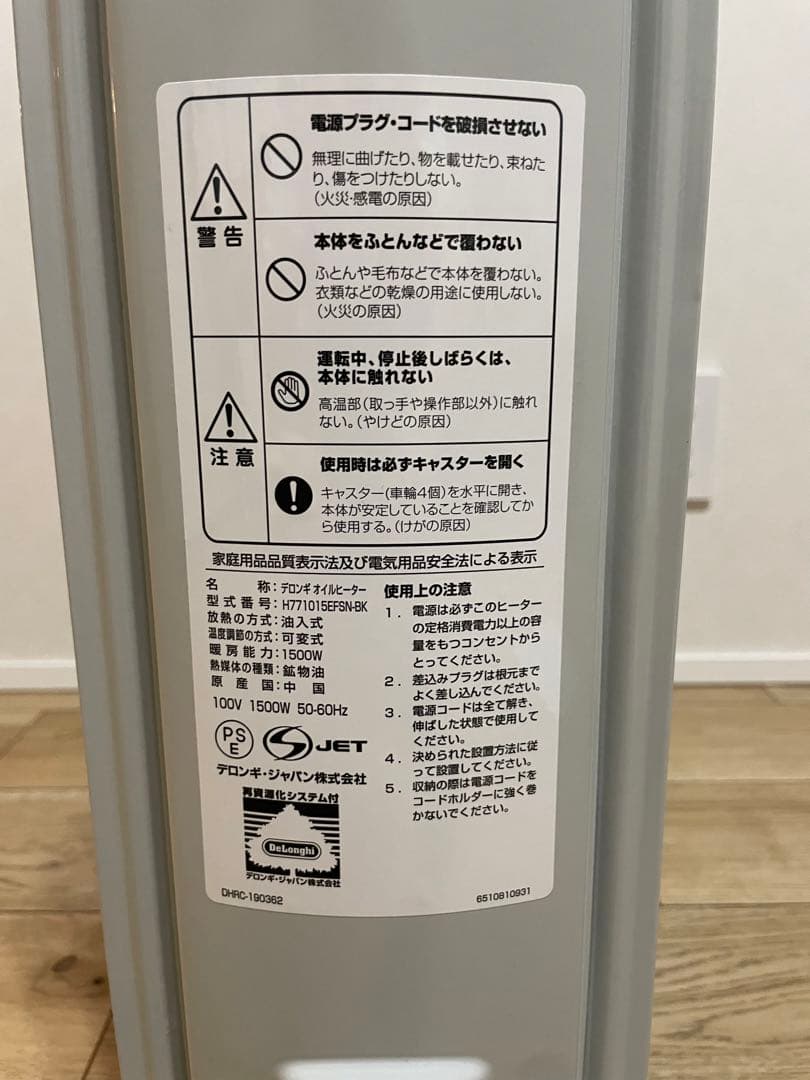 警告
電源プラグ・コードを破損させない
無理に曲げたり、物を載せたり、束ねた
り、傷をつけたりしない。
(火災・感電の原因)
本体をふとんなどで覆わない
ふとんや毛布などで本体を覆わない。
衣類などの乾燥の用途に使用しない。
(火災の原因)
注意
運転中、停止後しばらくは、
本体に触れない
高温部(取っ手や操作部以外)に触れ
ない。(やけどの原因)
使用時は必ずキャスターを開く
キャスター(車輪4個)を水平に開き、
本体が安定していることを確認してか
ら使用する。(けがの原因)
家庭用品品質表示法及び電気用品安全法による表示
名称:デロンギ オイルヒーター
型式番号:H771015EFSN-BK
放熱の方式:油入式
温度調節の方式:可変式
暖房能力:1500W
熱媒体の種類:鉱物油
原産国:中国
100V 1500W 50-60Hz
PS
E
JET
デロンギ・ジャパン株式会社
再資源化システム付
DeLonghi
デロンギ・ジャパン株式会社
DHRC-190362
使用上の注意
1. 電源は必ずこのヒーター
の定格消費電力以上の容
量をもつコンセントから
とってください。
2. 差込みプラグは根元まで
よく差し込んでください。
3. 電源コードは全て解き、
伸ばした状態で使用して
ください。
4. 決められた設置方法に従
って設置してください。
5. 収納の際は電源コードを
コードホルダーに強く巻
かないでください。
6510810931